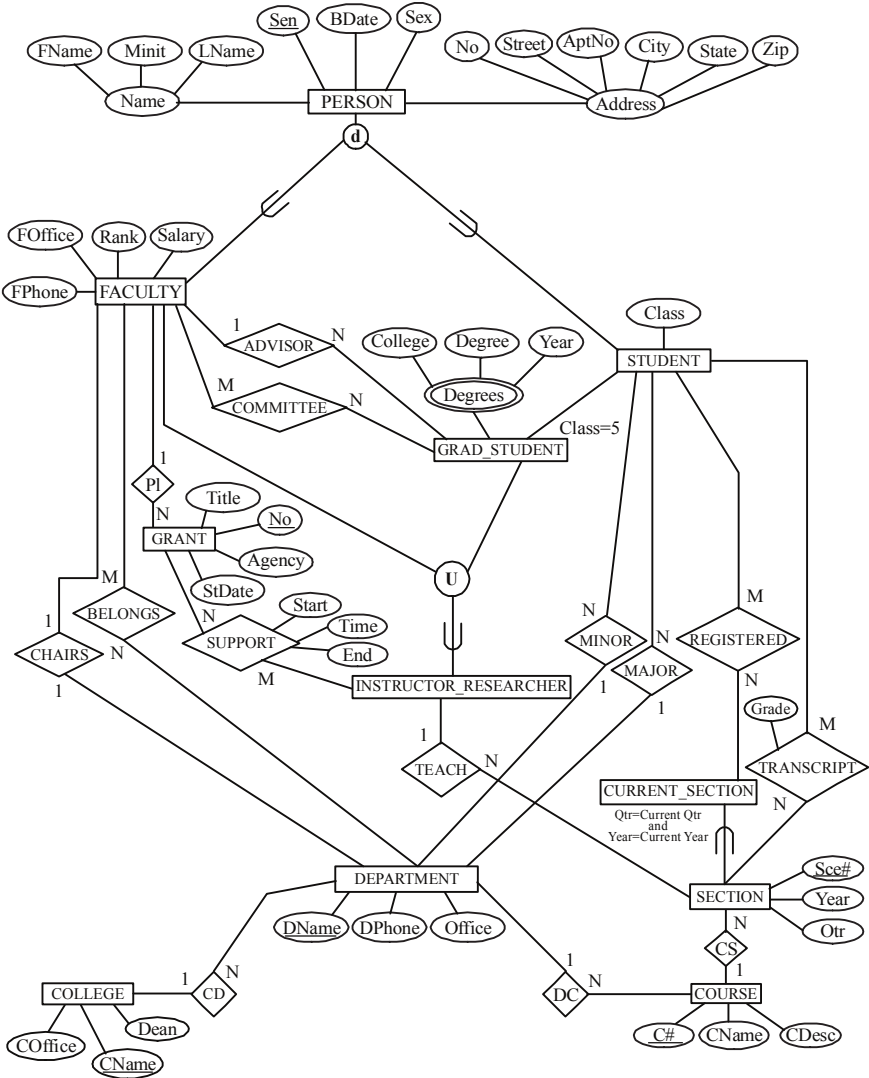 Sen BDate Sex
FName Minit LName
No Street AptNo City State Zip
Name PERSON Address
d
FOffice Rank Salary
FPhone FACULTY
1 ADVISOR N
College Degree Year
Class
STUDENT
M COMMITTEE N
Degrees
Class=5
GRAD_STUDENT
1
PI
N
Title
No
GRANT
Agency
StDate
U
M
BELONGS
N
1
CHAIRS
1
N
SUPPORT
M
Start
Time
End
N
MINOR
1
N
MAJOR
1
M
REGISTERED
N
INSTRUCTOR_RESEARCHER
1
TEACH
N
Grade
M
TRANSCRIPT
N
CURRENT_SECTION
Qtr=Current Qtr
and
Year=Current Year
DEPARTMENT
DName DPhone Office
SECTION
Sce#
Year
Otr
N
CS
1
1
DC
N
COURSE
C# CName CDesc
COLLEGE
1
CD
N
COffice CName Dean